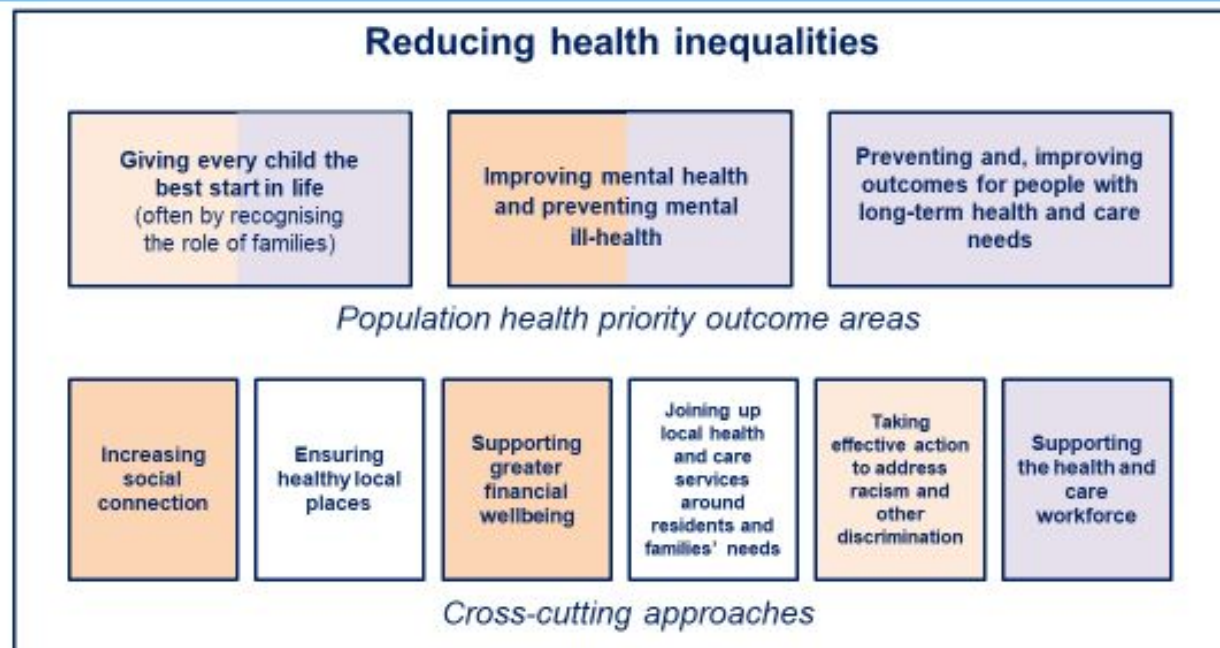 Reducing health inequalities
Giving every child the
best start in life
(often by recognising
the role of families)
Improving mental health
and preventing mental
ill-health
Preventing and, improving
outcomes for people with
long-term health and care
needs
Population health priority outcome areas
Increasing
social
connection
Ensuring
healthy local
places
Supporting
greater
financial
wellbeing
Joining up
local health
and care
services
around
residents and
families' needs
Taking
effective action
to address
racism and
other
discrimination
Supporting
the health and
care
workforce
Cross-cutting approaches